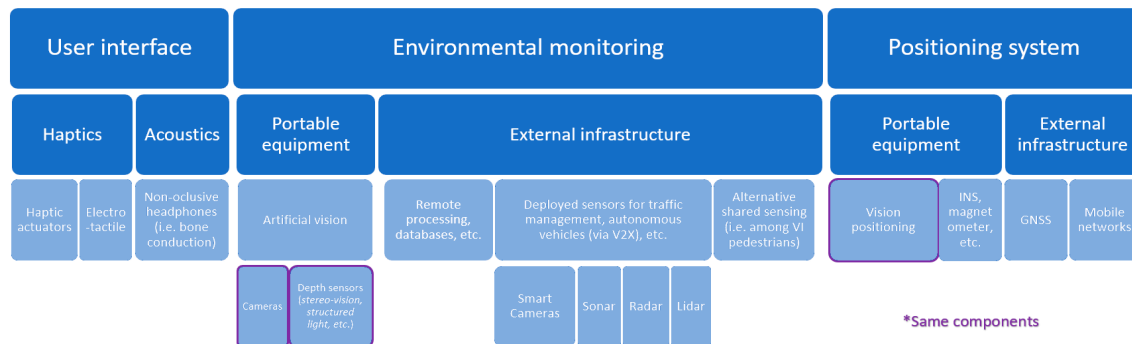 User interface
Environmental monitoring
Positioning system
Haptics
Acoustics
Portable
equipment
External infrastructure
Portable
equipment
External
infrastructure
Haptic
actuators
Electro
-tactile
Non-oclusive
headphones
(i.e. bone
conduction)
Artificial vision
Remote
processing,
databases, etc.
Deployed sensors for traffic
management, autonomous
vehicles (via V2X), etc.
Alternative
shared sensing
(i.e. among VI
pedestrians)
Vision
positioning
INS,
magnet
ometer,
etc.
GNSS
Mobile
networks
Cameras
Depth sensors
(stereo-vision,
structured
light, etc.)
Smart
Cameras
Sonar
Radar
Lidar
*Same components